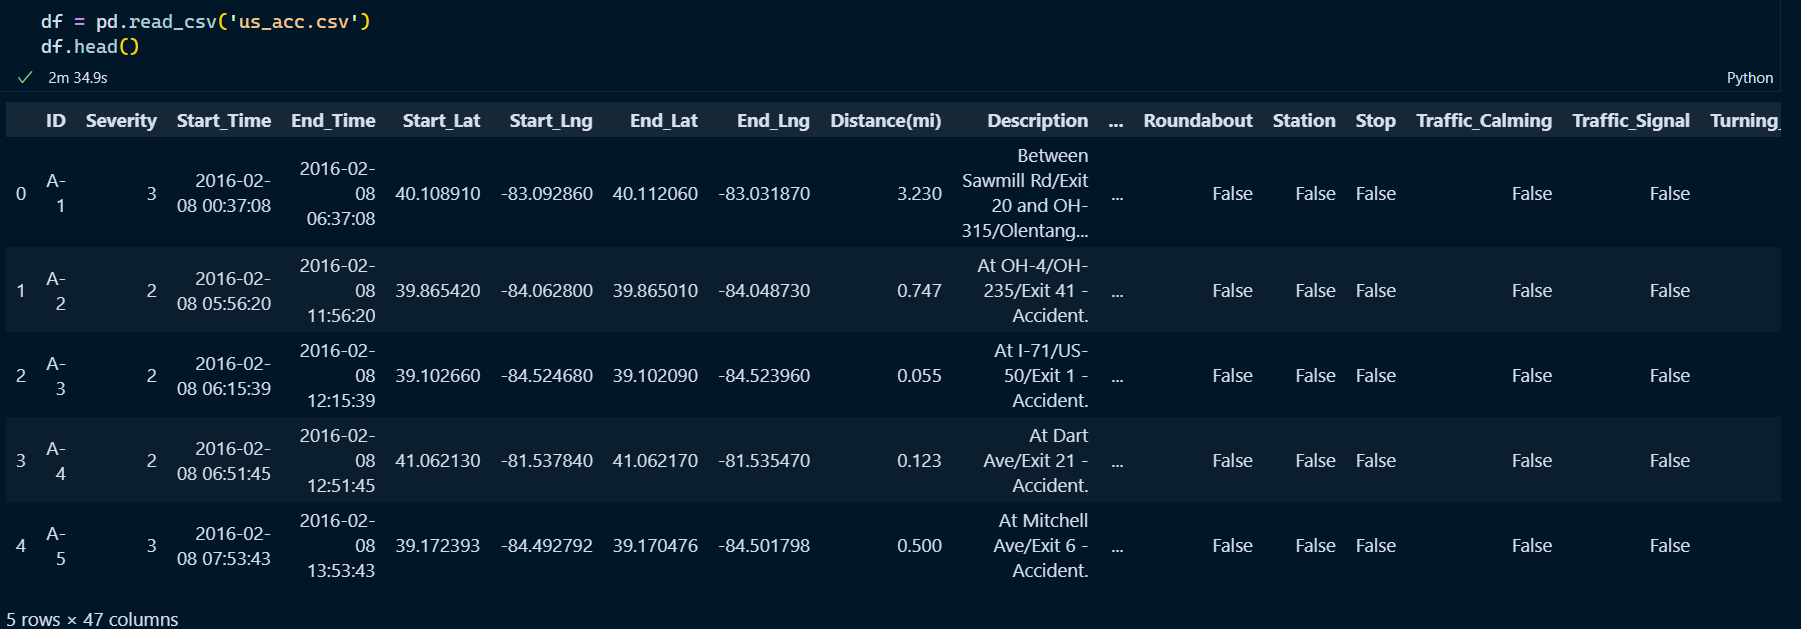 df = pd.read_csv('us_acc.csv')
df.head()
2m 34.9s
Python
ID Severity Start_Time End_Time Start_Lat Start_Lng End_Lat End_Lng Distance(mi) Description ... Roundabout Station Stop Traffic_Calming Traffic_Signal Turning_
0 A-1 3 2016-02-08 00:37:08 2016-02-08 06:37:08 40.108910 -83.092860 40.112060 -83.031870 3.230 Between Sawmill Rd/Exit 20 and OH-315/Olentang... ... False False False False False
1 A-2 2 2016-02-08 05:56:20 2016-02-08 11:56:20 39.865420 -84.062800 39.865010 -84.048730 0.747 At OH-4/OH-235/Exit 41 - Accident. ... False False False False False
2 A-3 2 2016-02-08 06:15:39 2016-02-08 12:15:39 39.102660 -84.524680 39.102090 -84.523960 0.055 At I-71/US-50/Exit 1 - Accident. ... False False False False False
3 A-4 2 2016-02-08 06:51:45 2016-02-08 12:51:45 41.062130 -81.537840 41.062170 -81.535470 0.123 At Dart Ave/Exit 21 - Accident. ... False False False False False
4 A-5 3 2016-02-08 07:53:43 2016-02-08 13:53:43 39.172393 -84.492792 39.170476 -84.501798 0.500 At Mitchell Ave/Exit 6 - Accident. ... False False False False False
5 rows × 47 columns